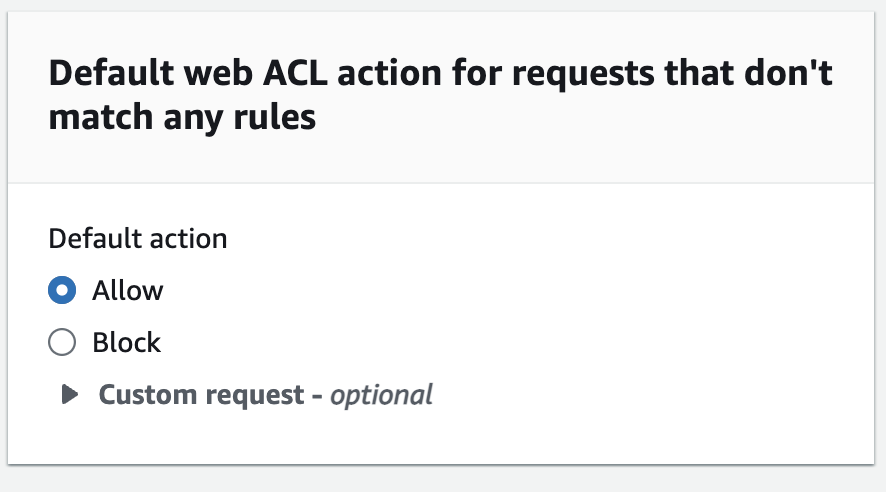 Default web ACL action for requests that don't
match any rules
Default action
Allow
Block
Custom request - optional